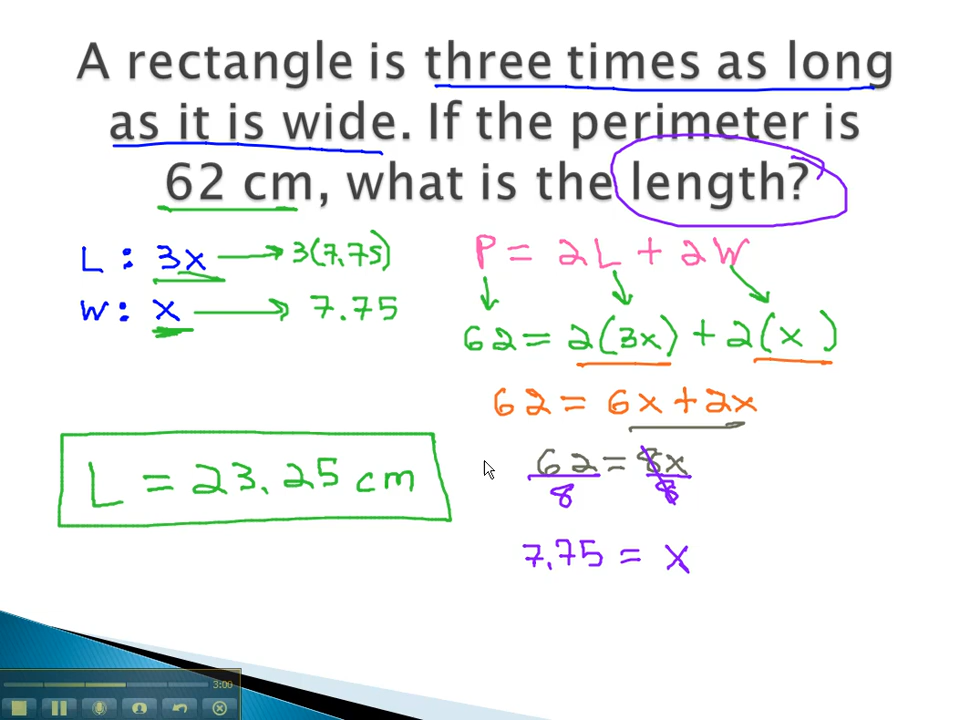 A rectangle is three times as long
as it is wide. If the perimeter is
62 cm, what is the length?
L : 3x → 3(7.75)
W : x → 7.75
P = 2L + 2W
62 = 2(3x) + 2(x )
62 = 6x + 2x
62 = 8x
8 8
7.75 = x
L = 23.25 cm
3:00